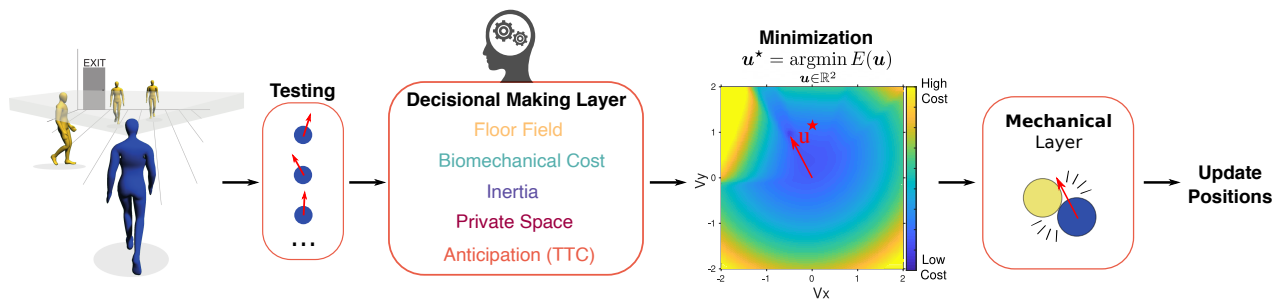 EXIT
Testing
...
Decisional Making Layer
Floor Field
Biomechanical Cost
Inertia
Private Space
Anticipation (TTC)
Minimization
u* = argmin E(u)
u∈ℝ²
2
1
0
-1
-2
Vy
-2
-1
0
1
2
Vx
u
High
Cost
Low
Cost
Mechanical
Layer
Update
Positions